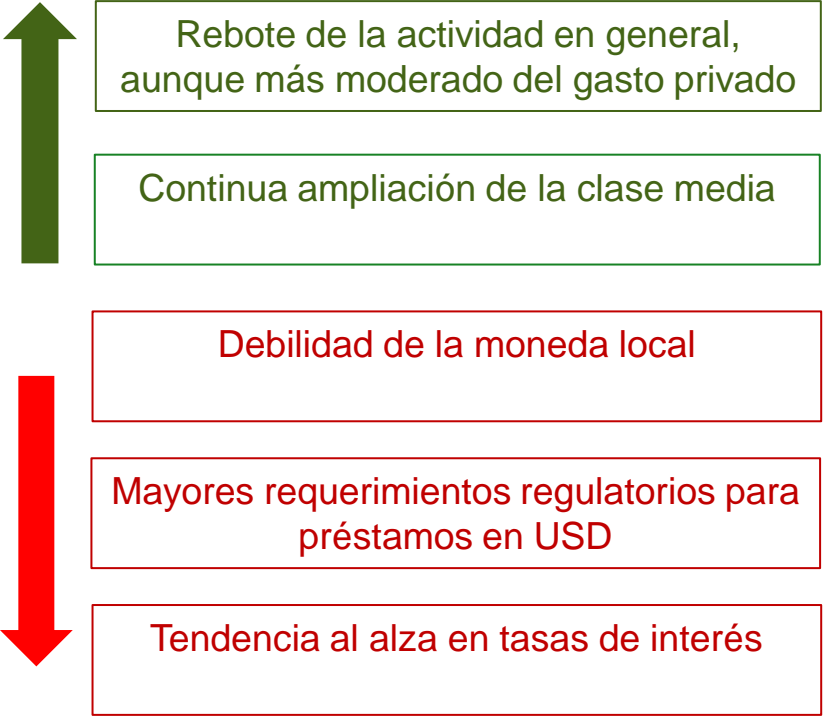 Rebote de la actividad en general,
aunque más moderado del gasto privado
Continua ampliación de la clase media
Debilidad de la moneda local
Mayores requerimientos regulatorios para
préstamos en USD
Tendencia al alza en tasas de interés